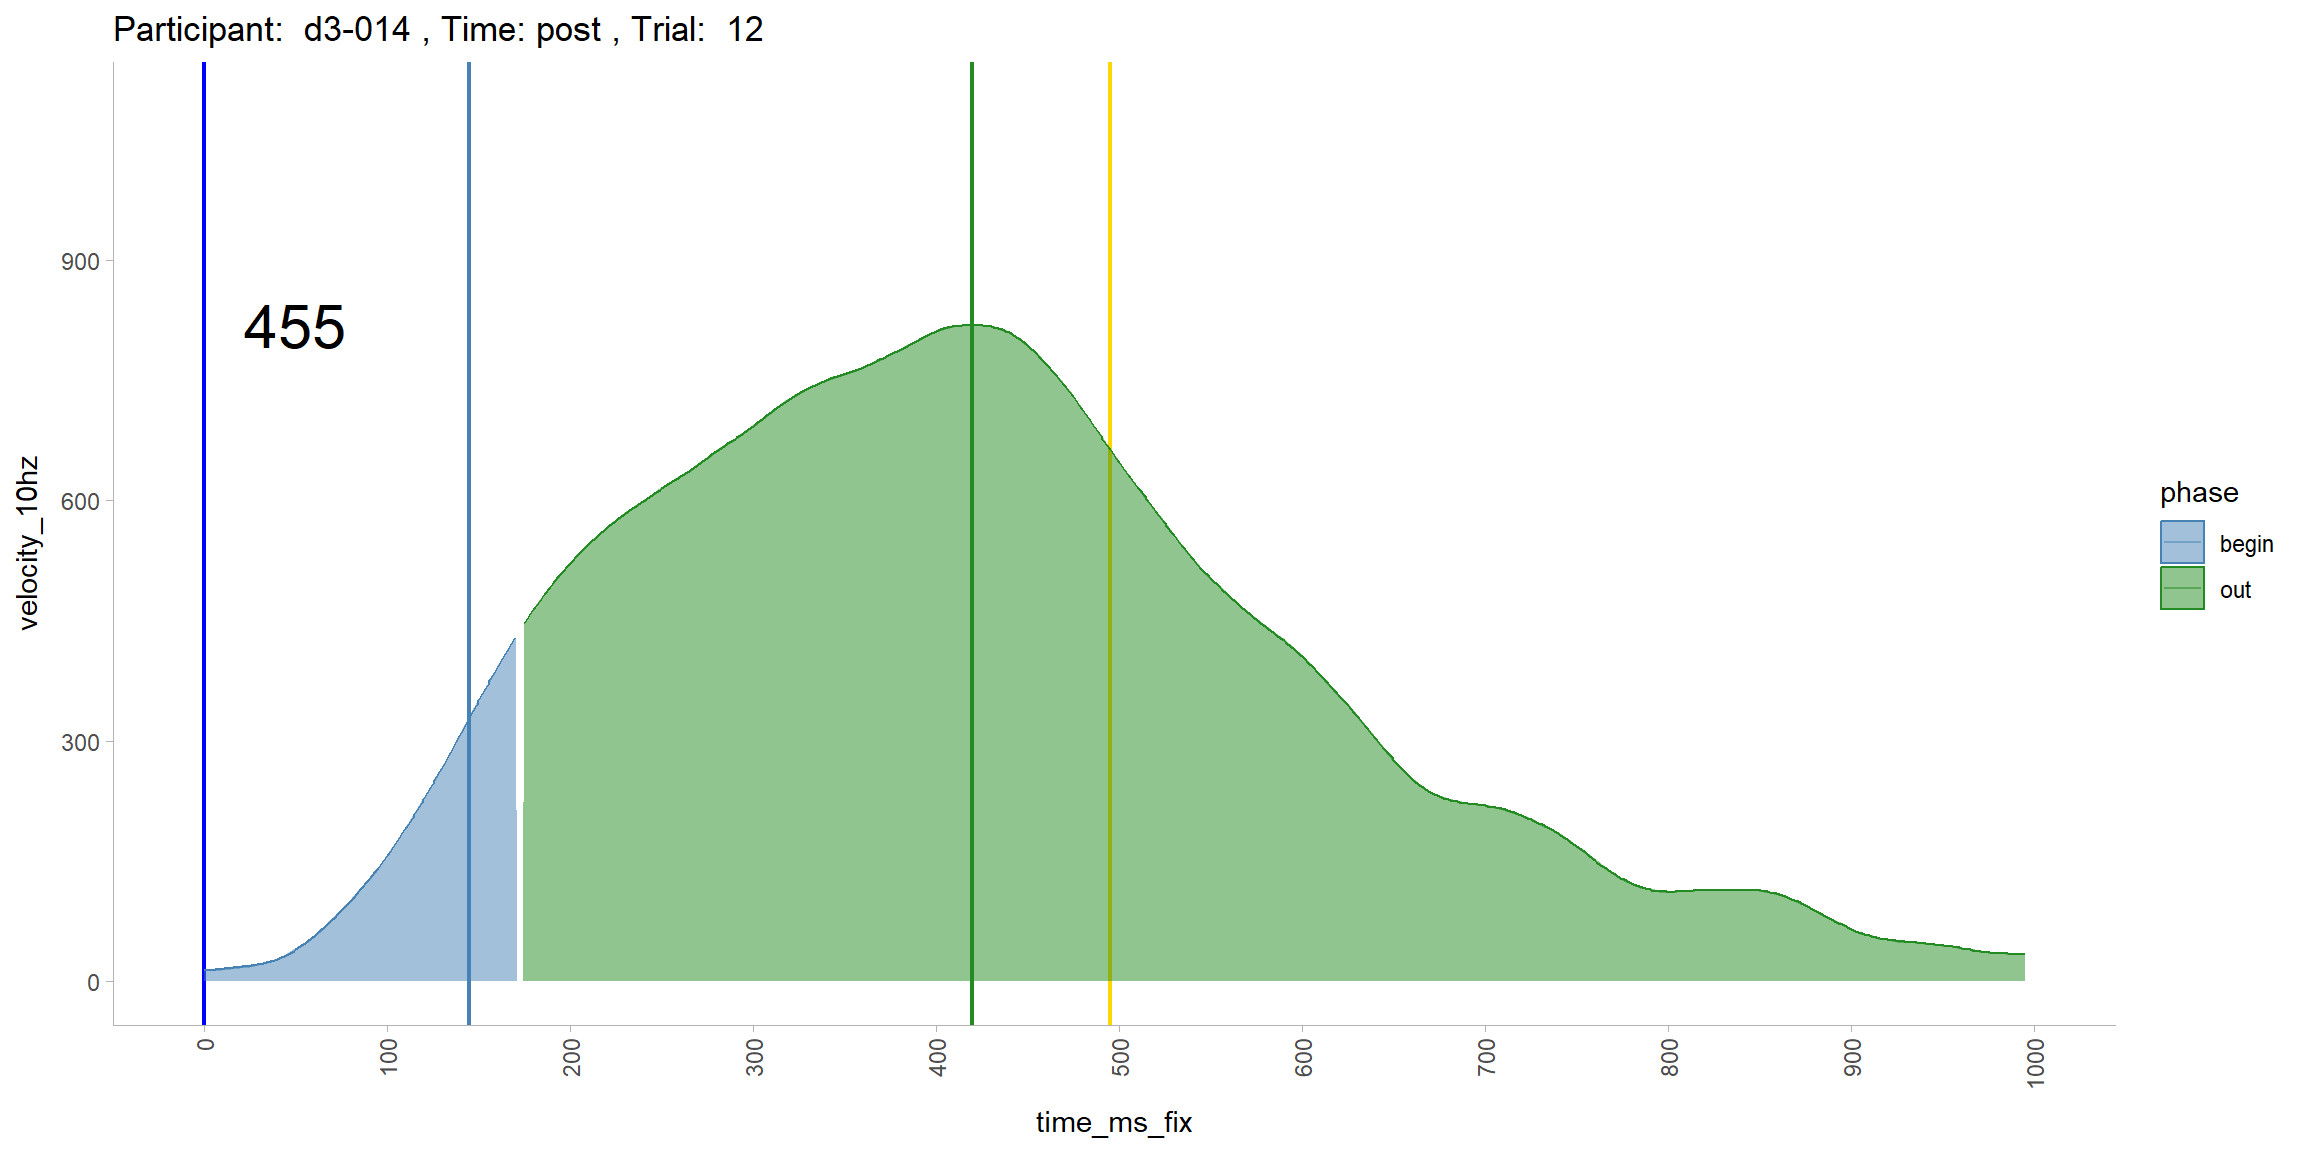 Participant:  d3-014 , Time: post , Trial:  12
900
600
300
0
455
velocity_10hz
0 100 200 300 400 500 600 700 800 900 1000
time_ms_fix
phase
begin
out